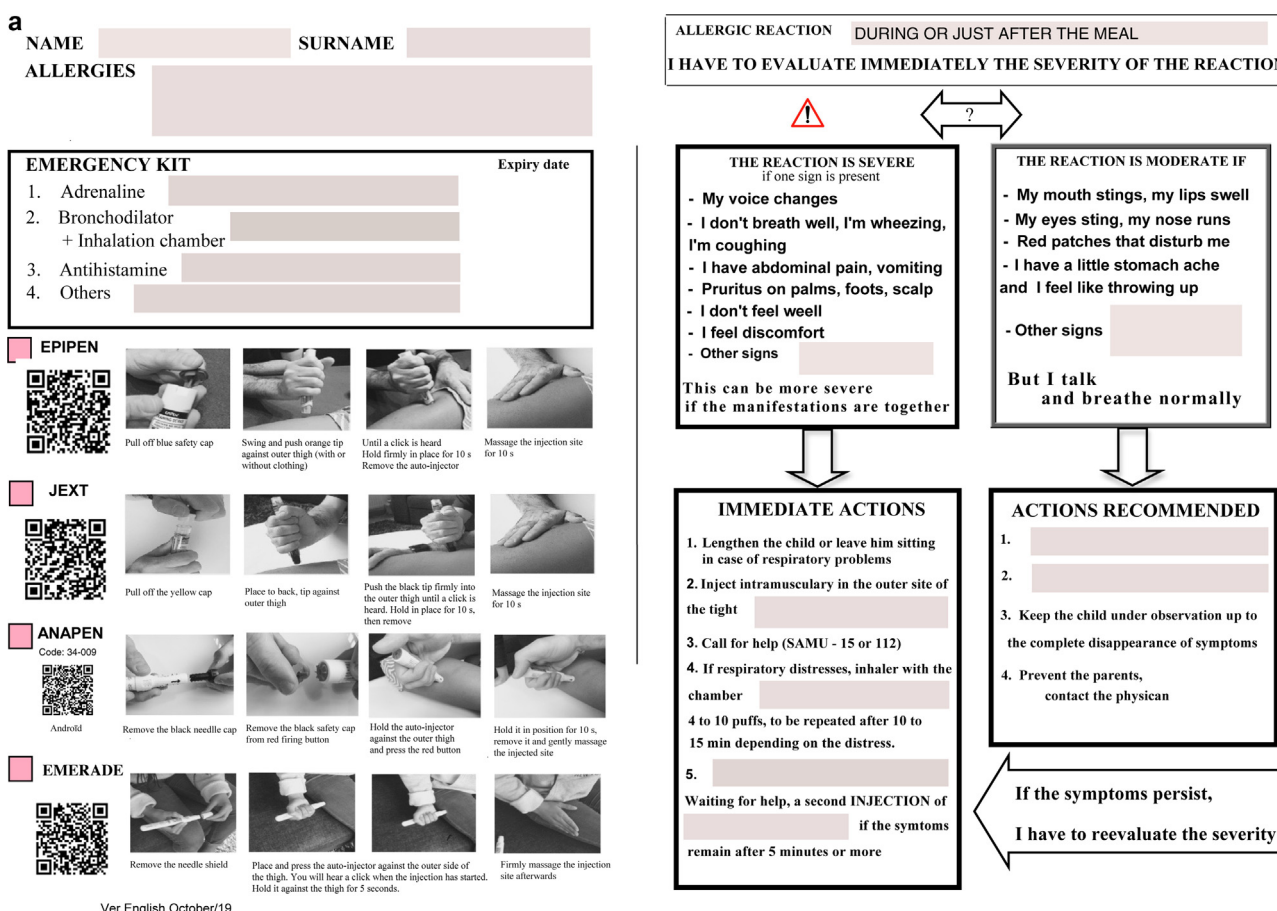 a
NAME
SURNAME
ALLERGIES
EMERGENCY KIT
Expiry date
1. Adrenaline
2. Bronchodilator
+ Inhalation chamber
3. Antihistamine
4. Others
EPIPEN
Pull off blue safety cap
Swing and push orange tip
against outer thigh (with or
without clothing)
Until a click is heard
Hold firmly in place for 10 s
Remove the auto-injector
Massage the injection site
for 10 s
JEXT
Pull off the yellow cap
Place to back, tip against
outer thigh
Push the black tip firmly into
the outer thigh until a click is
heard. Hold in place for 10 s,
then remove
Massage the injection site
for 10 s
ANAPEN
Code: 34-009
Androïd
Remove the black needlle cap
Remove the black safety cap
from red firing button
Hold the auto-injector
against the outer thigh
and press the red button
Hold it in position for 10 s,
remove it and gently massage
the injected site
EMERADE
Remove the needle shield
Place and press the auto-injector against the outer side of
the thigh. You will hear a click when the injection has started.
Hold it against the thigh for 5 seconds.
Firmly massage the injection
site afterwards
Ver English October/19
ALLERGIC REACTION
DURING OR JUST AFTER THE MEAL
I HAVE TO EVALUATE IMMEDIATELY THE SEVERITY OF THE REACTION
!
?
THE REACTION IS SEVERE
if one sign is present
- My voice changes
- I don't breath well, I'm wheezing,
I'm coughing
- I have abdominal pain, vomiting
- Pruritus on palms, foots, scalp
- I don't feel weell
- I feel discomfort
- Other signs
This can be more severe
if the manifestations are together
THE REACTION IS MODERATE IF
- My mouth stings, my lips swell
- My eyes sting, my nose runs
- Red patches that disturb me
- I have a little stomach ache
and I feel like throwing up
- Other signs
But I talk
and breathe normally
IMMEDIATE ACTIONS
1. Lengthen the child or leave him sitting
in case of respiratory problems
2. Inject intramusculary in the outer site of
the tight
3. Call for help (SAMU - 15 or 112)
4. If respiratory distresses, inhaler with the
chamber
4 to 10 puffs, to be repeated after 10 to
15 min depending on the distress.
5.
Waiting for help, a second INJECTION of
if the symtoms
remain after 5 minutes or more
ACTIONS RECOMMENDED
1.
2.
3. Keep the child under observation up to
the complete disappearance of symptoms
4. Prevent the parents,
contact the physican
If the symptoms persist,
I have to reevaluate the severity